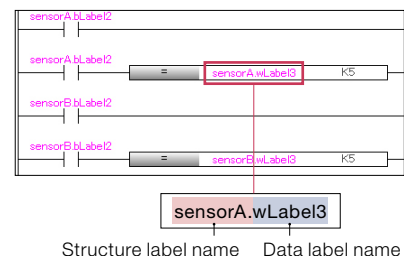 sensorA.bLabel2
sensorA.bLabel2
= sensorA.wLabel3 K5
sensorB.bLabel2
sensorB.bLabel2
= sensorB.wLabel3 K5
sensorA.wLabel3
Structure label name Data label name